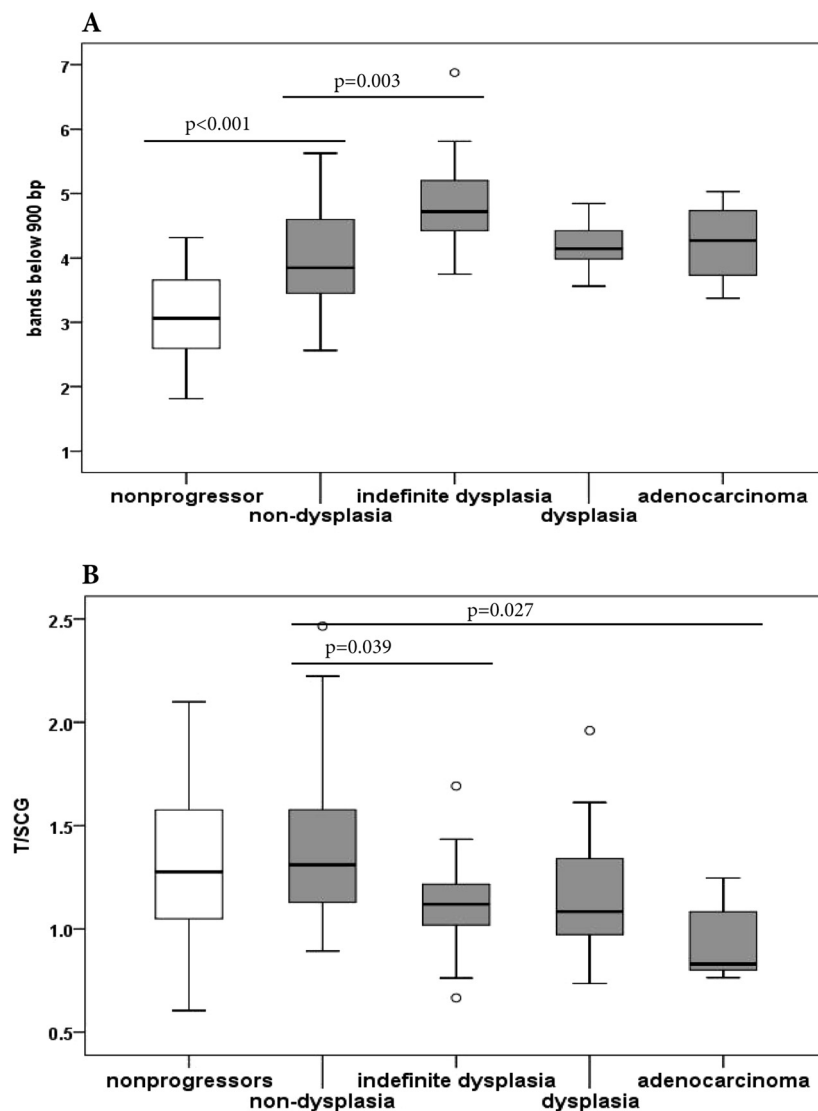 A
7
6
5
4
3
2
1
bands below 900 bp
p=0.003
p<0.001
nonprogressor
non-dysplasia
indefinite dysplasia
dysplasia
adenocarcinoma
B
2.5
2.0
1.5
1.0
0.5
T/SCG
p=0.027
p=0.039
nonprogressors
non-dysplasia
indefinite dysplasia
dysplasia
adenocarcinoma